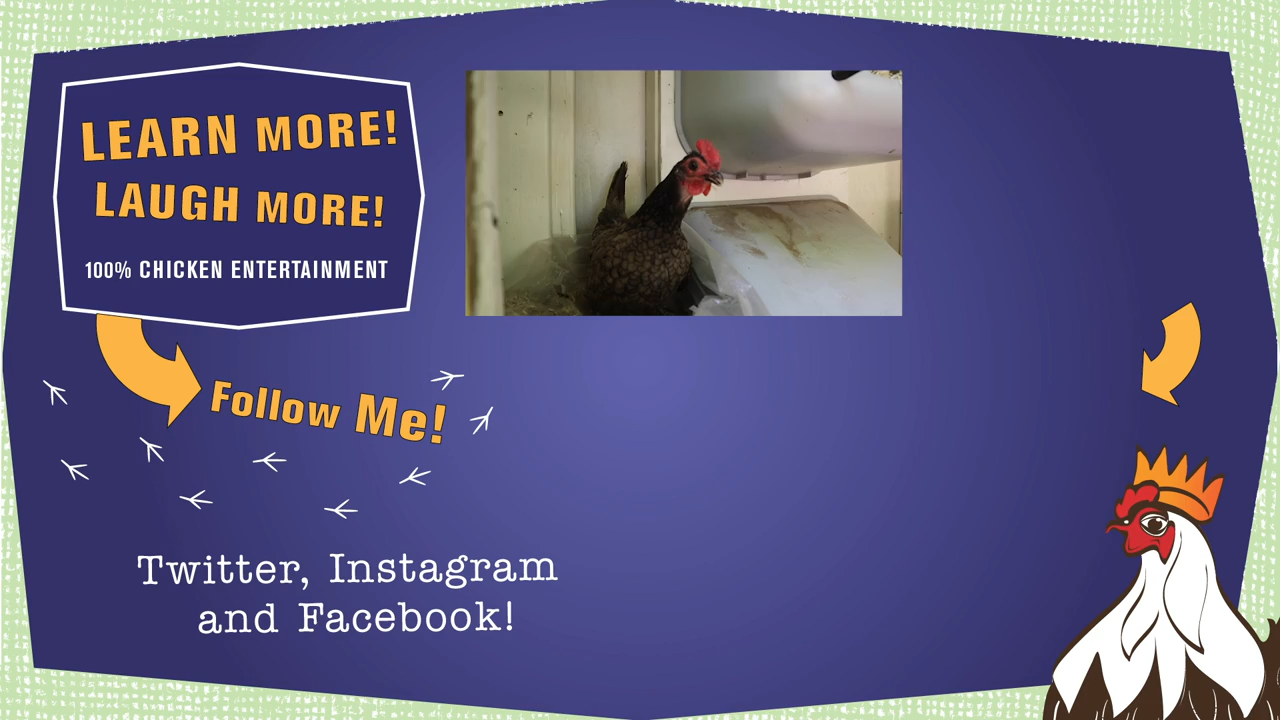 LEARN MORE!
LAUGH MORE!
100% CHICKEN ENTERTAINMENT
Follow Me!
Twitter, Instagram
and Facebook!